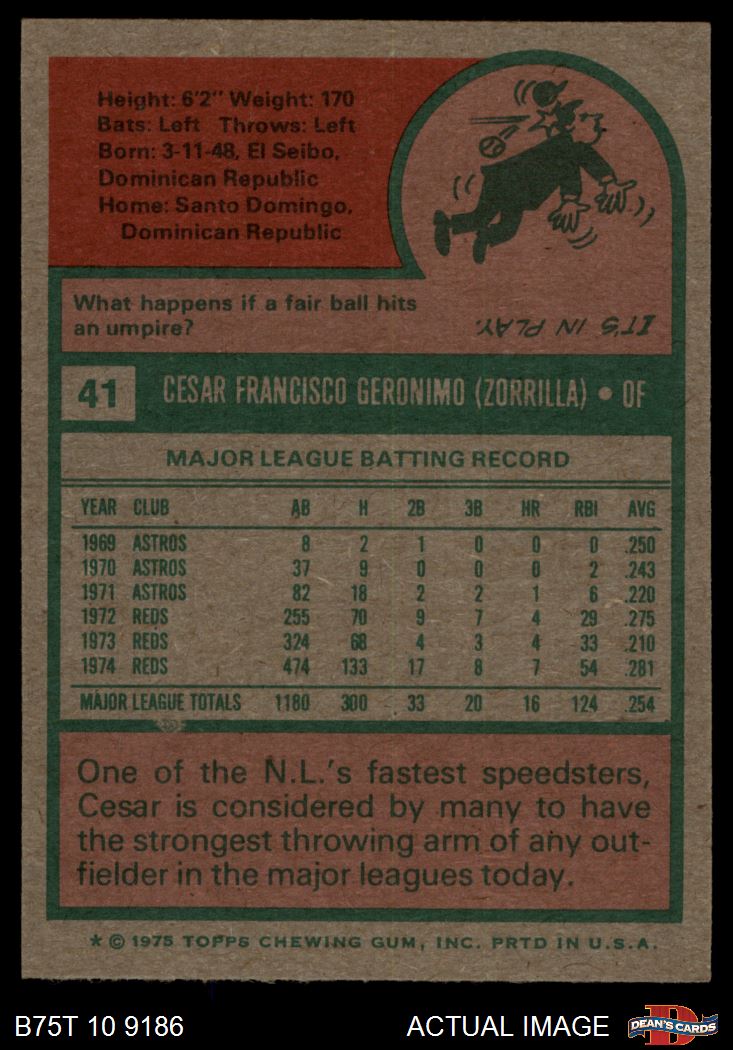 Height: 6'2" Weight: 170
Bats: Left Throws: Left
Born: 3-11-48, El Seibo,
Dominican Republic
Home: Santo Domingo,
Dominican Republic
What happens if a fair ball hits
an umpire?
IT'S IN PLAY.
41 CESAR FRANCISCO GERONIMO (ZORRILLA) • OF
MAJOR LEAGUE BATTING RECORD
YEAR CLUB AB H 2B 3B HR RBI AVG
1969 ASTROS 8 2 1 0 0 0 .250
1970 ASTROS 37 9 0 0 0 2 .243
1971 ASTROS 82 18 2 2 1 6 .220
1972 REDS 255 70 9 7 4 29 .275
1973 REDS 324 68 4 3 4 33 .210
1974 REDS 474 133 17 8 7 54 .281
MAJOR LEAGUE TOTALS 1180 300 33 20 16 124 .254
One of the N.L.'s fastest speedsters,
Cesar is considered by many to have
the strongest throwing arm of any out-
fielder in the major leagues today.
* © 1975 TOPPS CHEWING GUM, INC. PRTD IN U.S.A.
B75T 10 9186 ACTUAL IMAGE DEAN'S CARDS